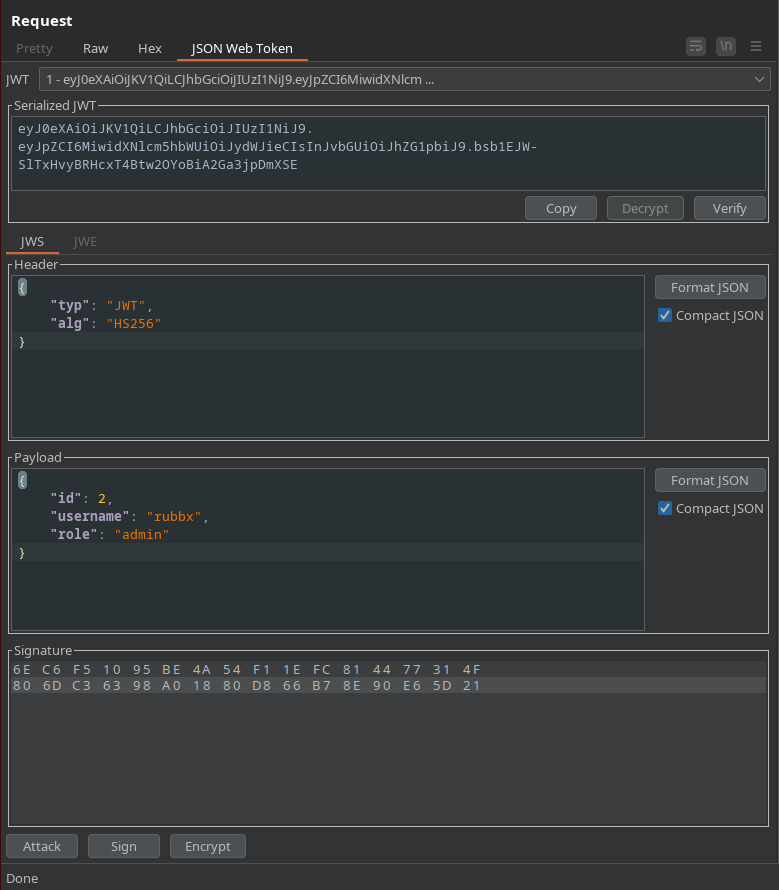 Request
Pretty Raw Hex JSON Web Token \n
JWT 1 - eyJ0eXAiOiJKV1QiLCJhbGciOiJIUzI1NiJ9.eyJpZCI6MiwidXNlcm ...
Serialized JWT
eyJ0eXAiOiJKV1QiLCJhbGciOiJIUzI1NiJ9.
eyJpZCI6MiwidXNlcm5hbWUiOiJydWJieCIsInJvbGUiOiJhZG1pbiJ9.bsb1EJW-
SlTxHvyBRHcxT4Btw2OYoBiA2Ga3jpDmXSE
Copy Decrypt Verify
JWS JWE
Header
{
"typ": "JWT",
"alg": "HS256"
}
Format JSON
Compact JSON
Payload
{
"id": 2,
"username": "rubbx",
"role": "admin"
}
Format JSON
Compact JSON
Signature
6E C6 F5 10 95 BE 4A 54 F1 1E FC 81 44 77 31 4F
80 6D C3 63 98 A0 18 80 D8 66 B7 8E 90 E6 5D 21
Attack Sign Encrypt
Done